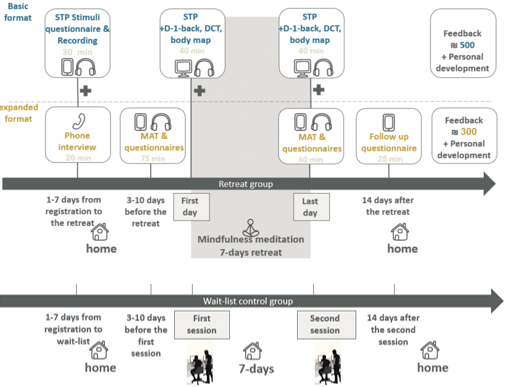 Basic
format
STP Stimuli
questionnaire &
Recording
30 min
STP
+D-1-back, DCT,
body map
40 min
STP
+D-1-back, DCT,
body map
40 min
Feedback
₪ 500
+ Personal
development
expanded
format
Phone
interview
20 min
MAT &
questionnaires
75 min
MAT &
questionnaires
60 min
Follow up
questionnaire
25 min
Feedback
₪ 300
+ Personal
development
Retreat group
1-7 days from
registration to
the retreat
home
3-10 days
before the
retreat
First
day
Last
day
14 days after
the retreat
home
Mindfulness meditation
7-days retreat
Wait-list control group
1-7 days from
registration to
wait-list
home
3-10 days
before the
first
session
First
session
7-days
Second
session
14 days after
the second
session
home